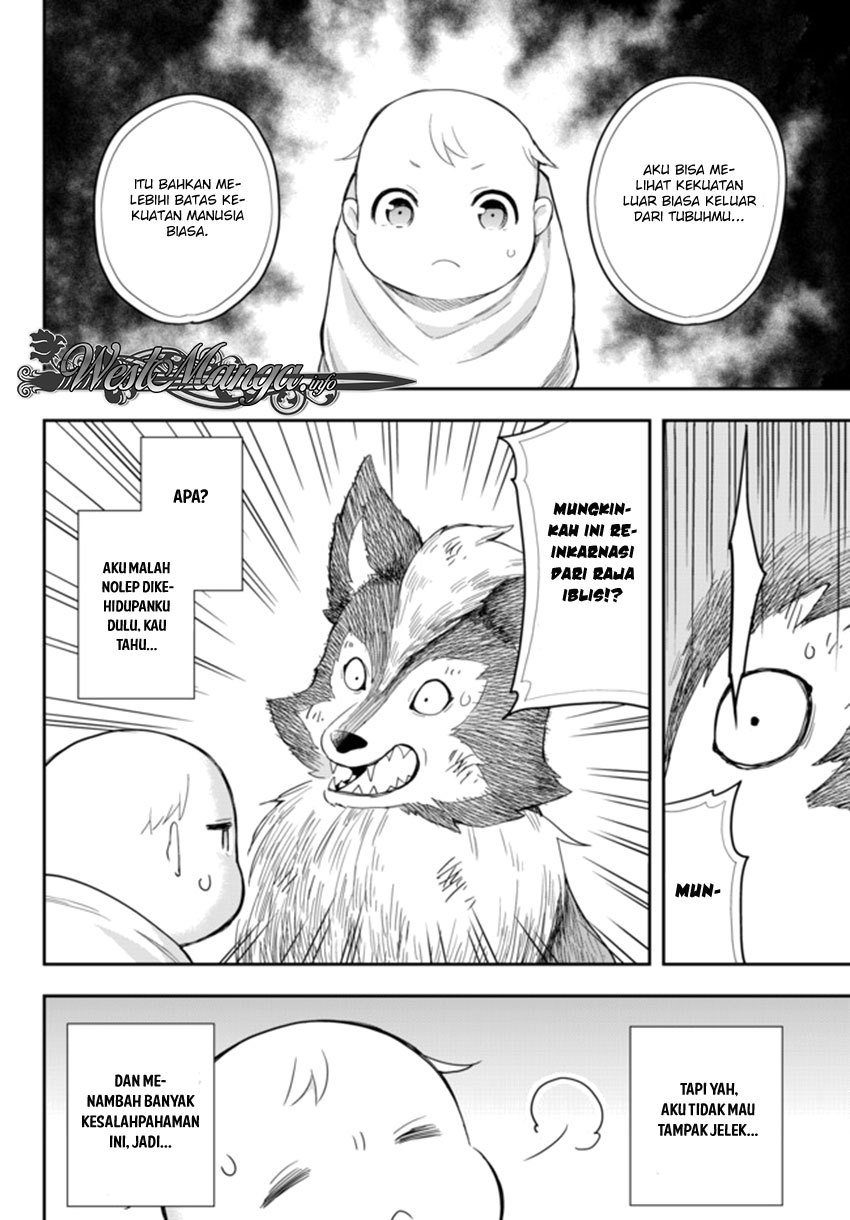 AKU BISA ME-
LIHAT KEKUATAN
LUAR BIASA KELUAR
DARI TUBUHMU...
ITU BAHKAN ME-
LEBIHI BATAS KE-
KUATAN MANUSIA
BIASA.
WestManga.info
MUN-
MUNGKIN-
KAH INI RE-
INKARNASI
DARI RAJA
IBLIS!?
APA?
AKU MALAH
NOLEP DIKE-
HIDUPANKU
DULU, KAU
TAHU...
TAPI YAH,
AKU TIDAK MAU
TAMPAK JELEK...
DAN ME-
NAMBAH BANYAK
KESALAHPAHAMAN
INI, JADI...